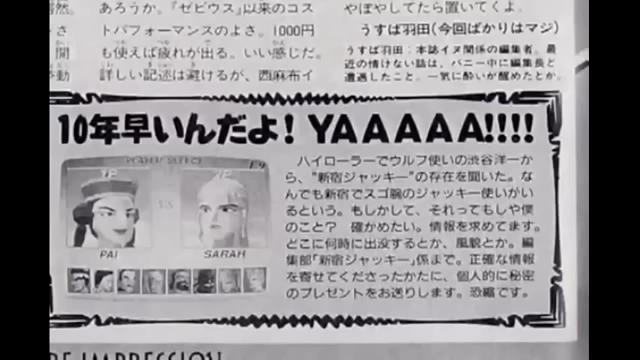 あろうか。『ゼビウス』以来のコス
トパフォーマンスのよさ。1000円
も使えば疲れが出る。いい感じだ。
詳しい記述は避けるが、西麻布イ
やぼやしてたら置いてくよ。
うすば羽田(今回ばかりはマジ)
うすば羽田：本誌イヌ関係の編集者。最
近の情けない話は、バニー中に編集長と
遭遇したこと。一気に酔いが醒めたとか。
10年早いんだよ! YAAAAA!!!!
PLAYER SELECT
1P
VS
2P
PAI
SARAH
ハイローラーでウルフ使いの渋谷洋一か
ら、“新宿ジャッキー”の存在を聞いた。な
んでも新宿でスゴ腕のジャッキー使いがい
るという。もしかして、それってもしや僕
のこと？ 確かめたい。情報を求めてます。
どこに何時に出没するとか、風貌とか。編
集部「新宿ジャッキー」係まで。正確な情報
を寄せてくださったかたに、個人的に秘密
のプレゼントをお送りします。恐縮です。